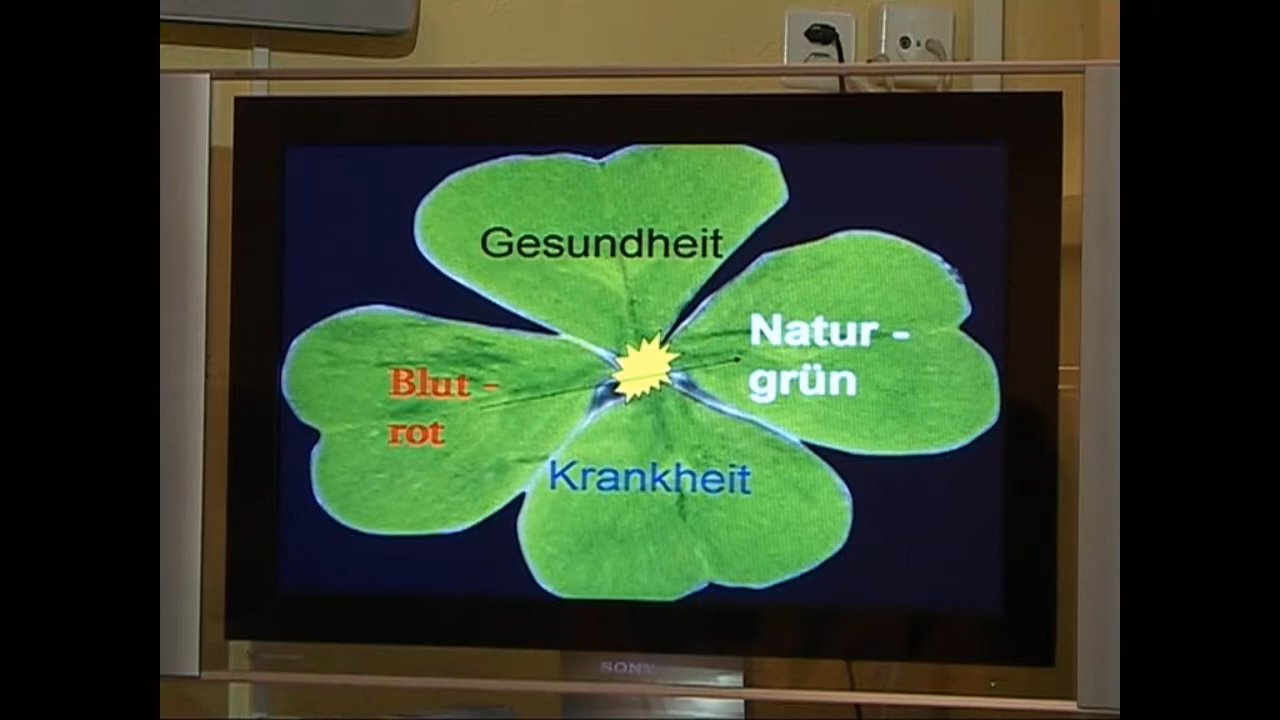 Gesundheit
Natur -
grün
Blut -
rot
Krankheit
SONY